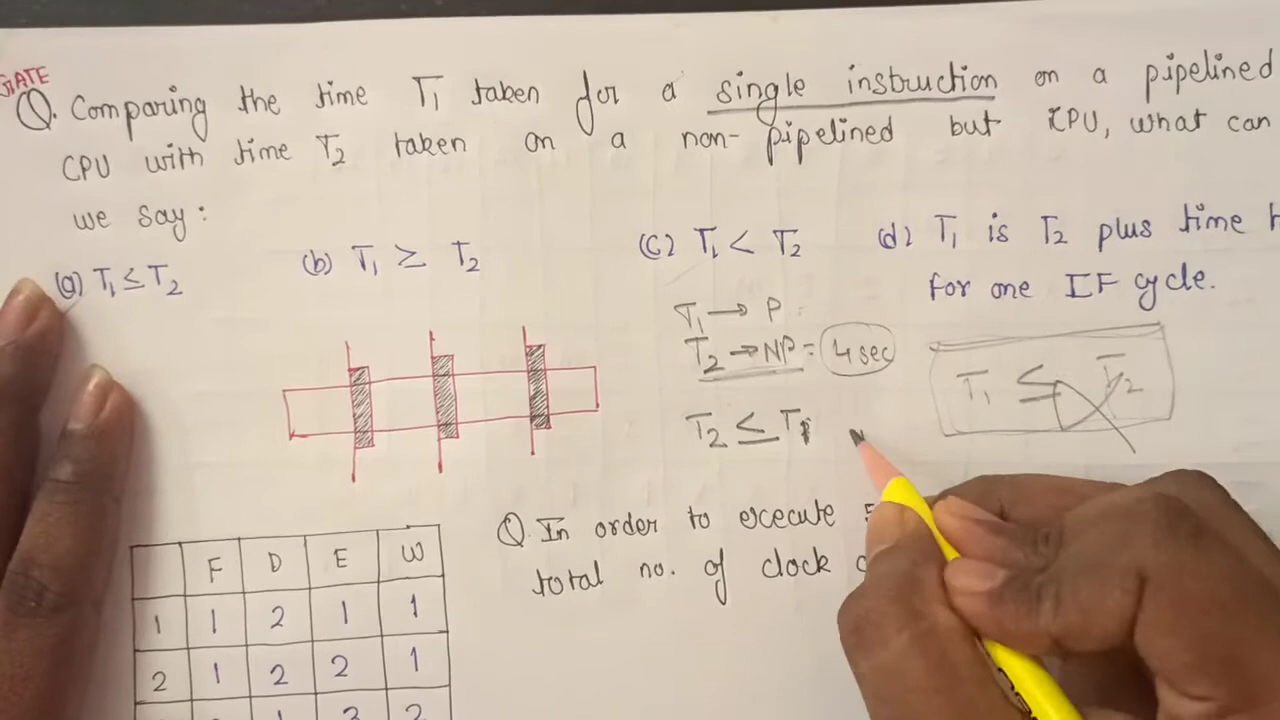 GATE
Q. Comparing the time T1 taken for a single instruction on a pipelined
CPU with time T2 taken on a non-pipelined but CPU, what can
we say:
(a) T1 ≤ T2 (b) T1 ≥ T2 (c) T1 < T2 (d) T1 is T2 plus time
for one IF cycle.
T1 → P =
T2 → NP = 4 sec
T1 ≤ T2
T2 ≤ T1
Q. In order to excecute
total no. of clock
F D E W
1 1 2 1 1
2 1 2 2 1